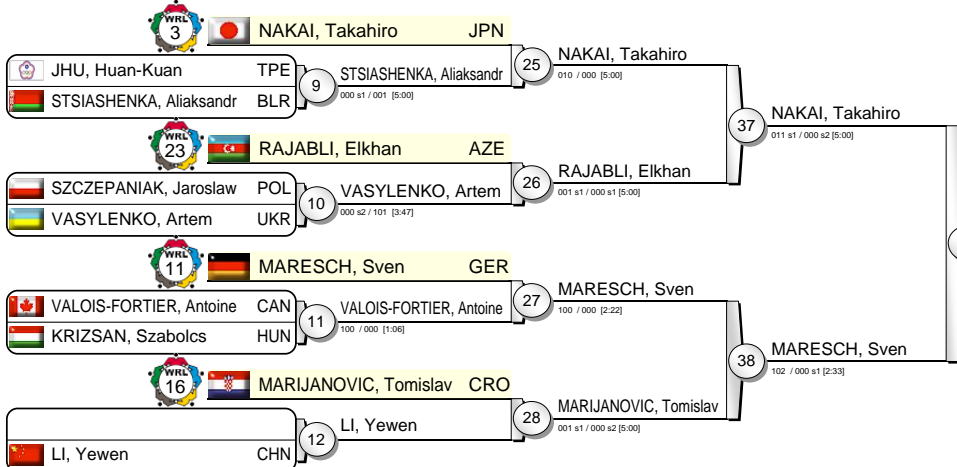 WRL
3
NAKAI, Takahiro JPN
JHU, Huan-Kuan TPE
STSIASHENKA, Aliaksandr BLR
9
STSIASHENKA, Aliaksandr
000 s1 / 001 [5:00]
25
NAKAI, Takahiro
010 / 000 [5:00]
WRL
23
RAJABLI, Elkhan AZE
SZCZEPANIAK, Jaroslaw POL
VASYLENKO, Artem UKR
10
VASYLENKO, Artem
000 s2 / 101 [3:47]
26
RAJABLI, Elkhan
001 s1 / 000 s1 [5:00]
37
NAKAI, Takahiro
011 s1 / 000 s2 [5:00]
WRL
11
MARESCH, Sven GER
VALOIS-FORTIER, Antoine CAN
KRIZSAN, Szabolcs HUN
11
VALOIS-FORTIER, Antoine
100 / 000 [1:06]
27
MARESCH, Sven
100 / 000 [2:22]
WRL
16
MARIJANOVIC, Tomislav CRO
LI, Yewen CHN
12
LI, Yewen
28
MARIJANOVIC, Tomislav
001 s1 / 000 s2 [5:00]
38
MARESCH, Sven
102 / 000 s1 [2:33]